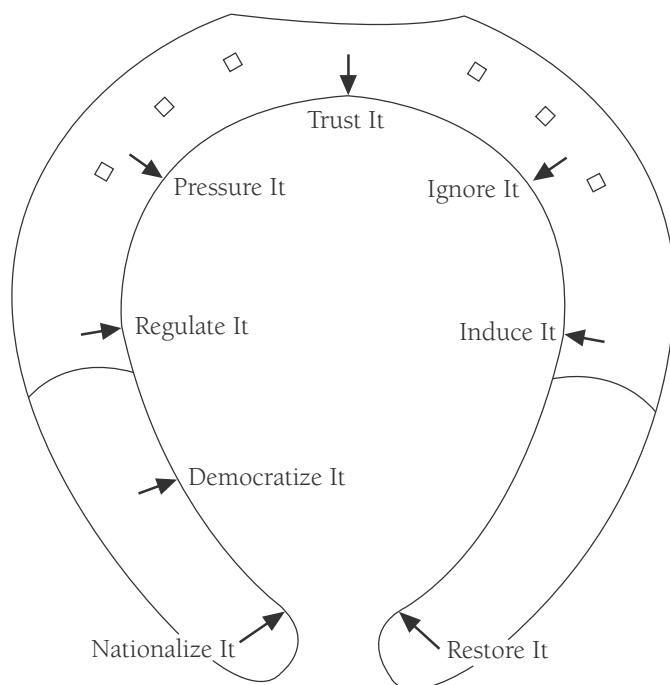 Trust It
Pressure It
Ignore It
Regulate It
Induce It
Democratize It
Nationalize It
Restore It